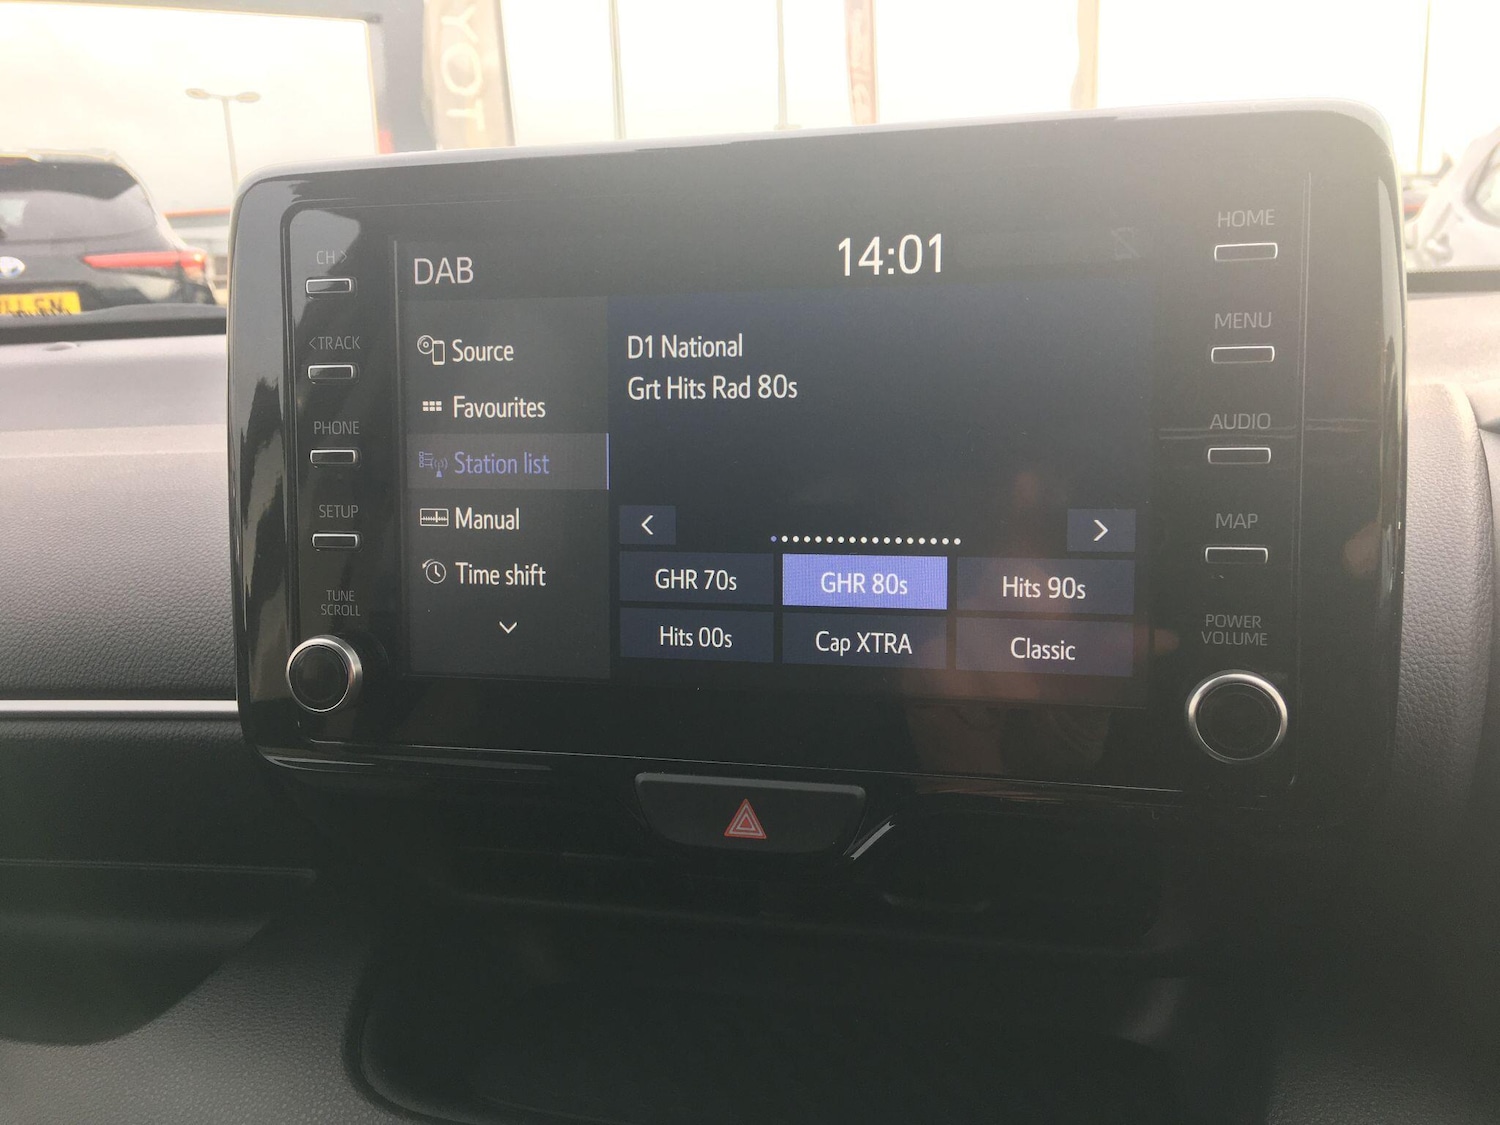 YOT
CH >
<TRACK
PHONE
SETUP
TUNE
SCROLL
DAB
14:01
Source
Favourites
Station list
Manual
Time shift
D1 National
Grt Hits Rad 80s
GHR 70s
GHR 80s
Hits 90s
Hits 00s
Cap XTRA
Classic
HOME
MENU
AUDIO
MAP
POWER
VOLUME